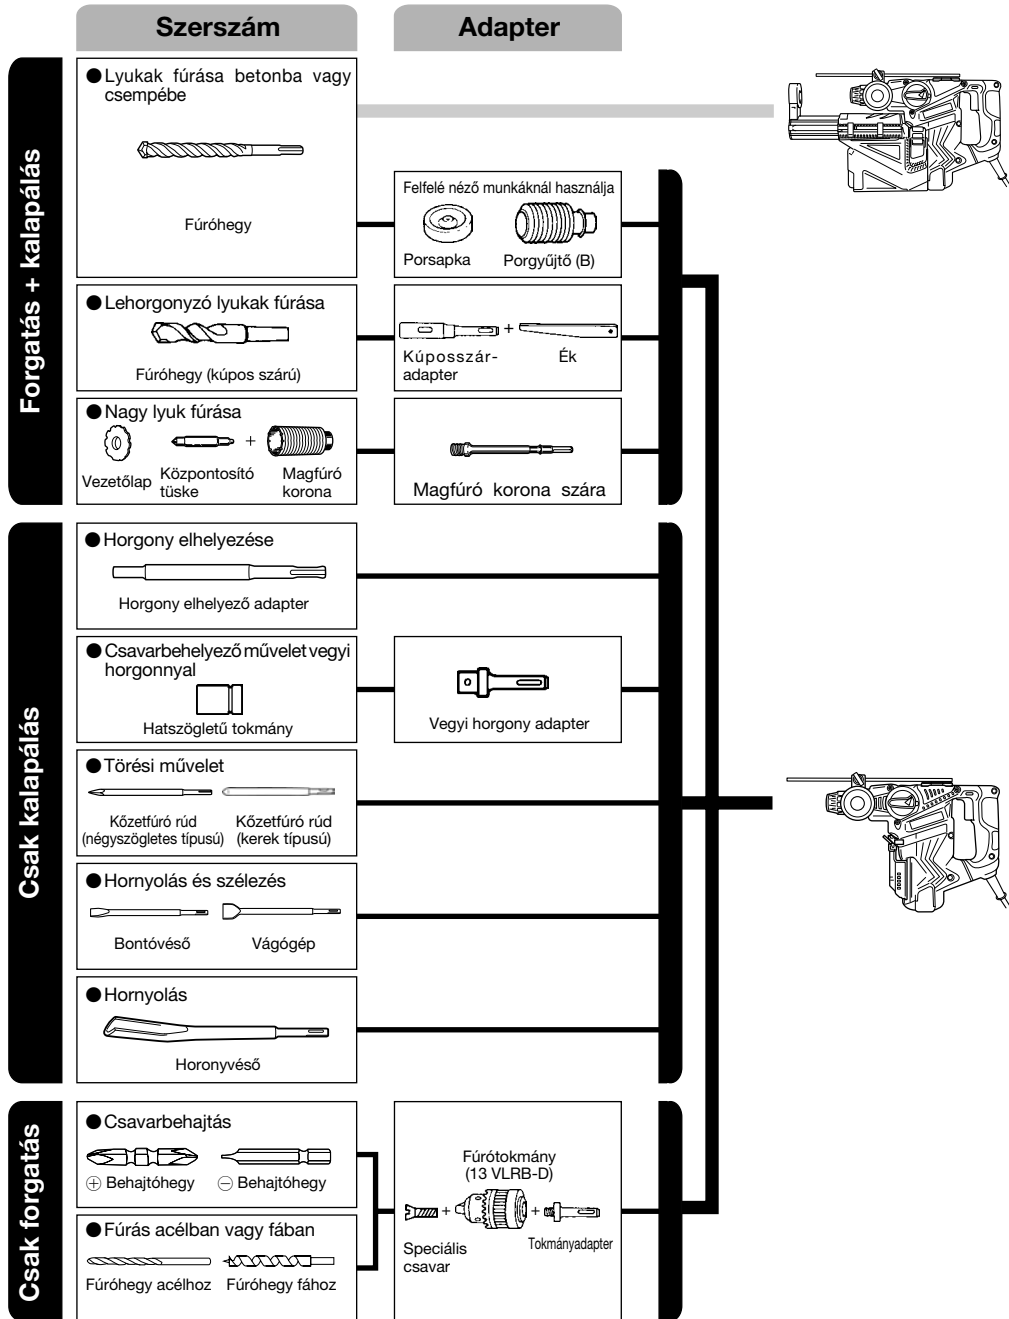 Szerszám
Adapter
Forgatás + kalapálás
● Lyukak fúrása betonba vagy
csempébe
Fúróhegy
Felfelé néző munkáknál használja
Porsapka
Porgyűjtő (B)
● Lehorgonyzó lyukak fúrása
Fúróhegy (kúpos szárú)
+
Kúposszár-
adapter
Ék
● Nagy lyuk fúrása
+
Vezetőlap
Központosító
tüske
Magfúró
korona
Magfúró korona szára
Csak kalapálás
● Horgony elhelyezése
Horgony elhelyező adapter
● Csavarbehelyező művelet vegyi
horgonnyal
Hatszögletű tokmány
Vegyi horgony adapter
● Törési művelet
Kőzetfúró rúd
(négyszögletes típusú)
Kőzetfúró rúd
(kerek típusú)
● Hornyolás és szélezés
Bontóvéső
Vágógép
● Hornyolás
Horonyvéső
Csak forgatás
● Csavarbehajtás
⊕ Behajtóhegy
⊖ Behajtóhegy
● Fúrás acélban vagy fában
Fúróhegy acélhoz
Fúróhegy fához
Fúrótokmány
(13 VLRB-D)
+ +
Speciális
csavar
Tokmányadapter